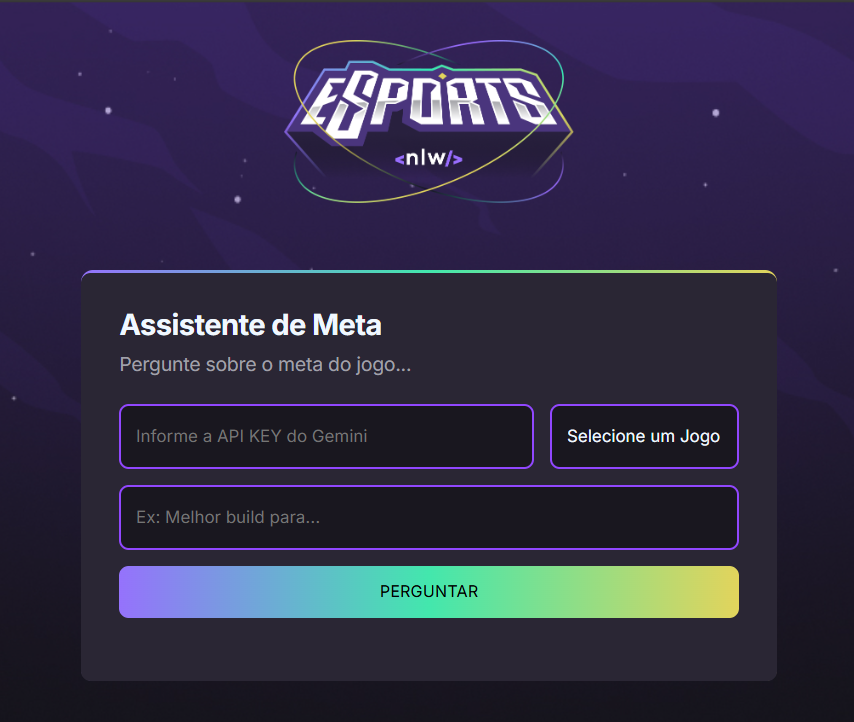 ESPORTS
<nlw/>
Assistente de Meta
Pergunte sobre o meta do jogo...
Informe a API KEY do Gemini
Selecione um Jogo
Ex: Melhor build para...
PERGUNTAR